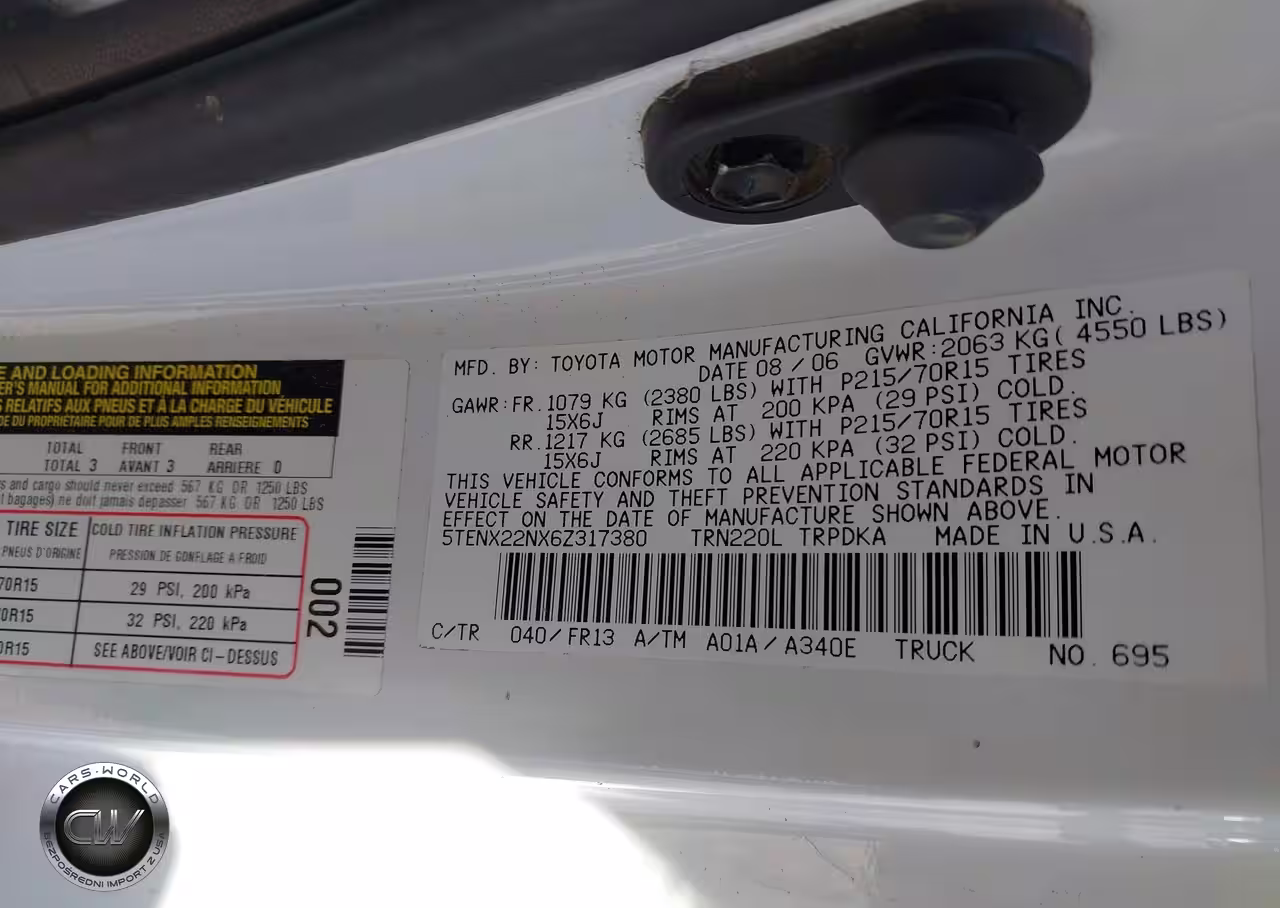 E AND LOADING INFORMATION
ER'S MANUAL FOR ADDITIONAL INFORMATION
S RELATIFS AUX PNEUS ET À LA CHARGE DU VÉHICULE
DE DU PROPRIETAIRE POUR DE PLUS AMPLES RENSEIGNEMENTS
TOTAL FRONT REAR
TOTAL 3 AVANT 3 ARRIERE 0
s and cargo should never exceed 567 KG OR 1250 LBS
t bagages) ne doit jamais depasser 567 KG OR 1250 LBS
TIRE SIZE COLD TIRE INFLATION PRESSURE
PNEUS D'ORIGINE PRESSION DE GONFLAGE A FROID
70R15 29 PSI, 200 kPa
70R15 32 PSI, 220 kPa
0R15 SEE ABOVE/VOIR CI-DESSUS
002
MFD. BY: TOYOTA MOTOR MANUFACTURING CALIFORNIA INC.
DATE 08 / 06 GVWR:2063 KG( 4550 LBS)
GAWR:FR.1079 KG (2380 LBS) WITH P215/70R15 TIRES
15X6J RIMS AT 200 KPA (29 PSI) COLD.
RR.1217 KG (2685 LBS) WITH P215/70R15 TIRES
15X6J RIMS AT 220 KPA (32 PSI) COLD.
THIS VEHICLE CONFORMS TO ALL APPLICABLE FEDERAL MOTOR
VEHICLE SAFETY AND THEFT PREVENTION STANDARDS IN
EFFECT ON THE DATE OF MANUFACTURE SHOWN ABOVE.
5TENX22NX6Z317380 TRN220L TRPDKA MADE IN U.S.A.
C/TR 040/FR13 A/TM A01A/A340E TRUCK NO. 695
CARS-WORLD
CW
BEZPOŚREDNI IMPORT Z USA